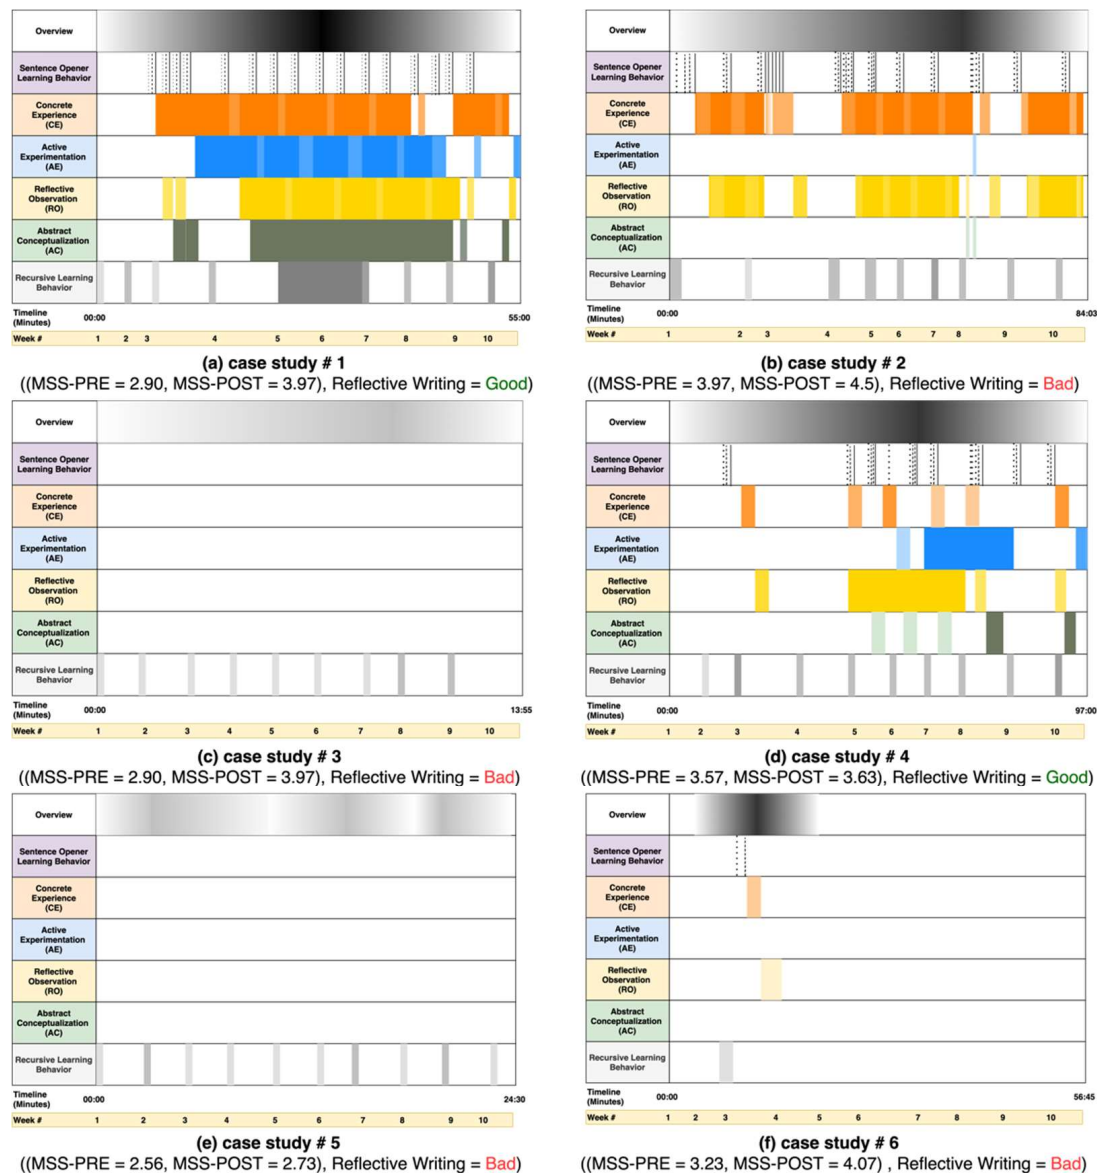 Overview
Sentence Opener
Learning Behavior
Concrete
Experience
(CE)
Active
Experimentation
(AE)
Reflective
Observation
(RO)
Abstract
Conceptualization
(AC)
Recursive Learning
Behavior
Timeline
(Minutes)
00:00
55:00
Week # 1 2 3 4 5 6 7 8 9 10
(a) case study # 1
((MSS-PRE = 2.90, MSS-POST = 3.97), Reflective Writing = Good)
Overview
Sentence Opener
Learning Behavior
Concrete
Experience
(CE)
Active
Experimentation
(AE)
Reflective
Observation
(RO)
Abstract
Conceptualization
(AC)
Recursive Learning
Behavior
Timeline
(Minutes)
00:00
84:03
Week # 1 2 3 4 5 6 7 8 9 10
(b) case study # 2
((MSS-PRE = 3.97, MSS-POST = 4.5), Reflective Writing = Bad)
Overview
Sentence Opener
Learning Behavior
Concrete
Experience
(CE)
Active
Experimentation
(AE)
Reflective
Observation
(RO)
Abstract
Conceptualization
(AC)
Recursive Learning
Behavior
Timeline
(Minutes)
00:00
13:55
Week # 1 2 3 4 5 6 7 8 9 10
(c) case study # 3
((MSS-PRE = 2.90, MSS-POST = 3.97), Reflective Writing = Bad)
Overview
Sentence Opener
Learning Behavior
Concrete
Experience
(CE)
Active
Experimentation
(AE)
Reflective
Observation
(RO)
Abstract
Conceptualization
(AC)
Recursive Learning
Behavior
Timeline
(Minutes)
00:00
97:00
Week # 1 2 3 4 5 6 7 8 9 10
(d) case study # 4
((MSS-PRE = 3.57, MSS-POST = 3.63), Reflective Writing = Good)
Overview
Sentence Opener
Learning Behavior
Concrete
Experience
(CE)
Active
Experimentation
(AE)
Reflective
Observation
(RO)
Abstract
Conceptualization
(AC)
Recursive Learning
Behavior
Timeline
(Minutes)
00:00
24:30
Week # 1 2 3 4 5 6 7 8 9 10
(e) case study # 5
((MSS-PRE = 2.56, MSS-POST = 2.73), Reflective Writing = Bad)
Overview
Sentence Opener
Learning Behavior
Concrete
Experience
(CE)
Active
Experimentation
(AE)
Reflective
Observation
(RO)
Abstract
Conceptualization
(AC)
Recursive Learning
Behavior
Timeline
(Minutes)
00:00
56:45
Week # 1 2 3 4 5 6 7 8 9 10
(f) case study # 6
((MSS-PRE = 3.23, MSS-POST = 4.07) , Reflective Writing = Bad)